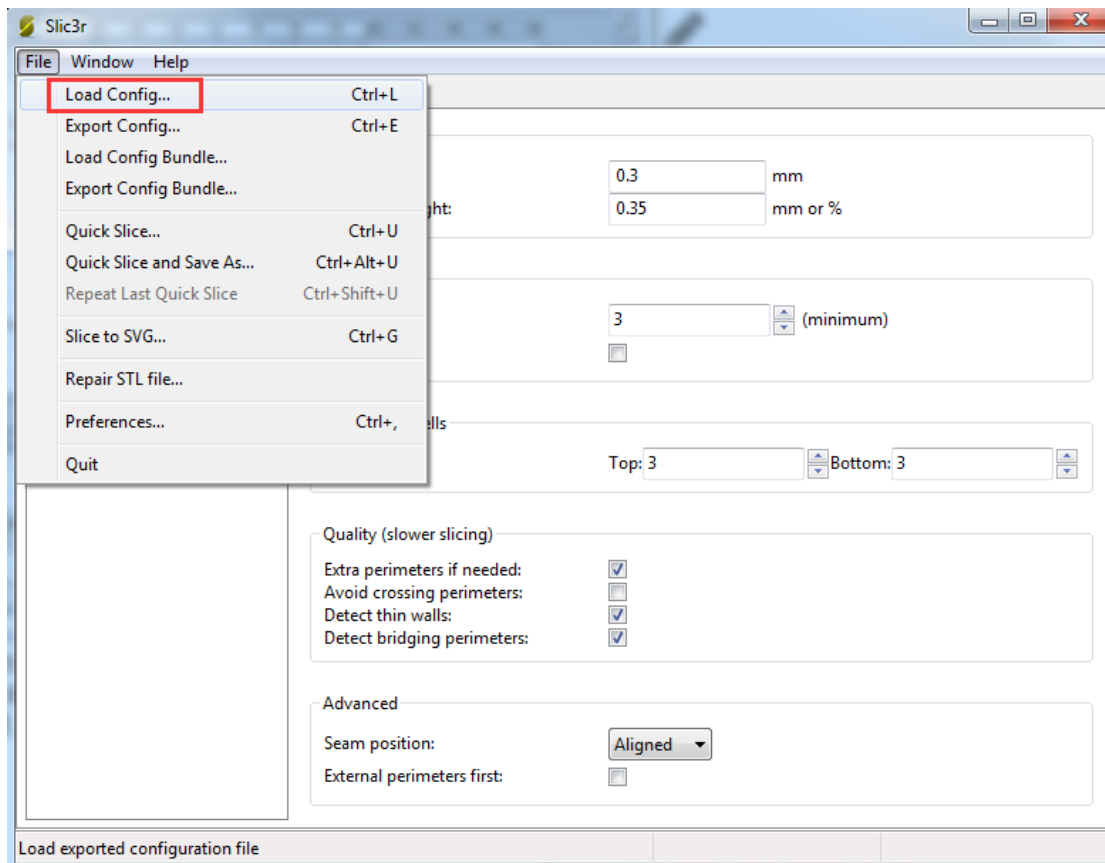 Slic3r
File Window Help
Load Config... Ctrl+L
Export Config... Ctrl+E
Load Config Bundle...
Export Config Bundle...
Quick Slice... Ctrl+U
Quick Slice and Save As... Ctrl+Alt+U
Repeat Last Quick Slice Ctrl+Shift+U
Slice to SVG... Ctrl+G
Repair STL file...
Preferences... Ctrl+,
Quit
0.3 mm
ght: 0.35 mm or %
3 (minimum)
ells
Top: 3 Bottom: 3
Quality (slower slicing)
Extra perimeters if needed:
Avoid crossing perimeters:
Detect thin walls:
Detect bridging perimeters:
Advanced
Seam position: Aligned
External perimeters first:
Load exported configuration file